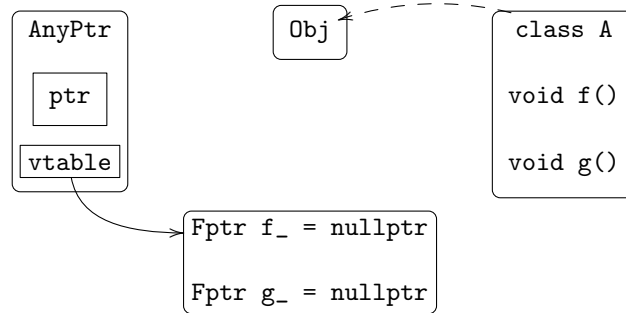 AnyPtr
ptr
vtable
Obj
class A
void f()
void g()
Fptr f_ = nullptr
Fptr g_ = nullptr